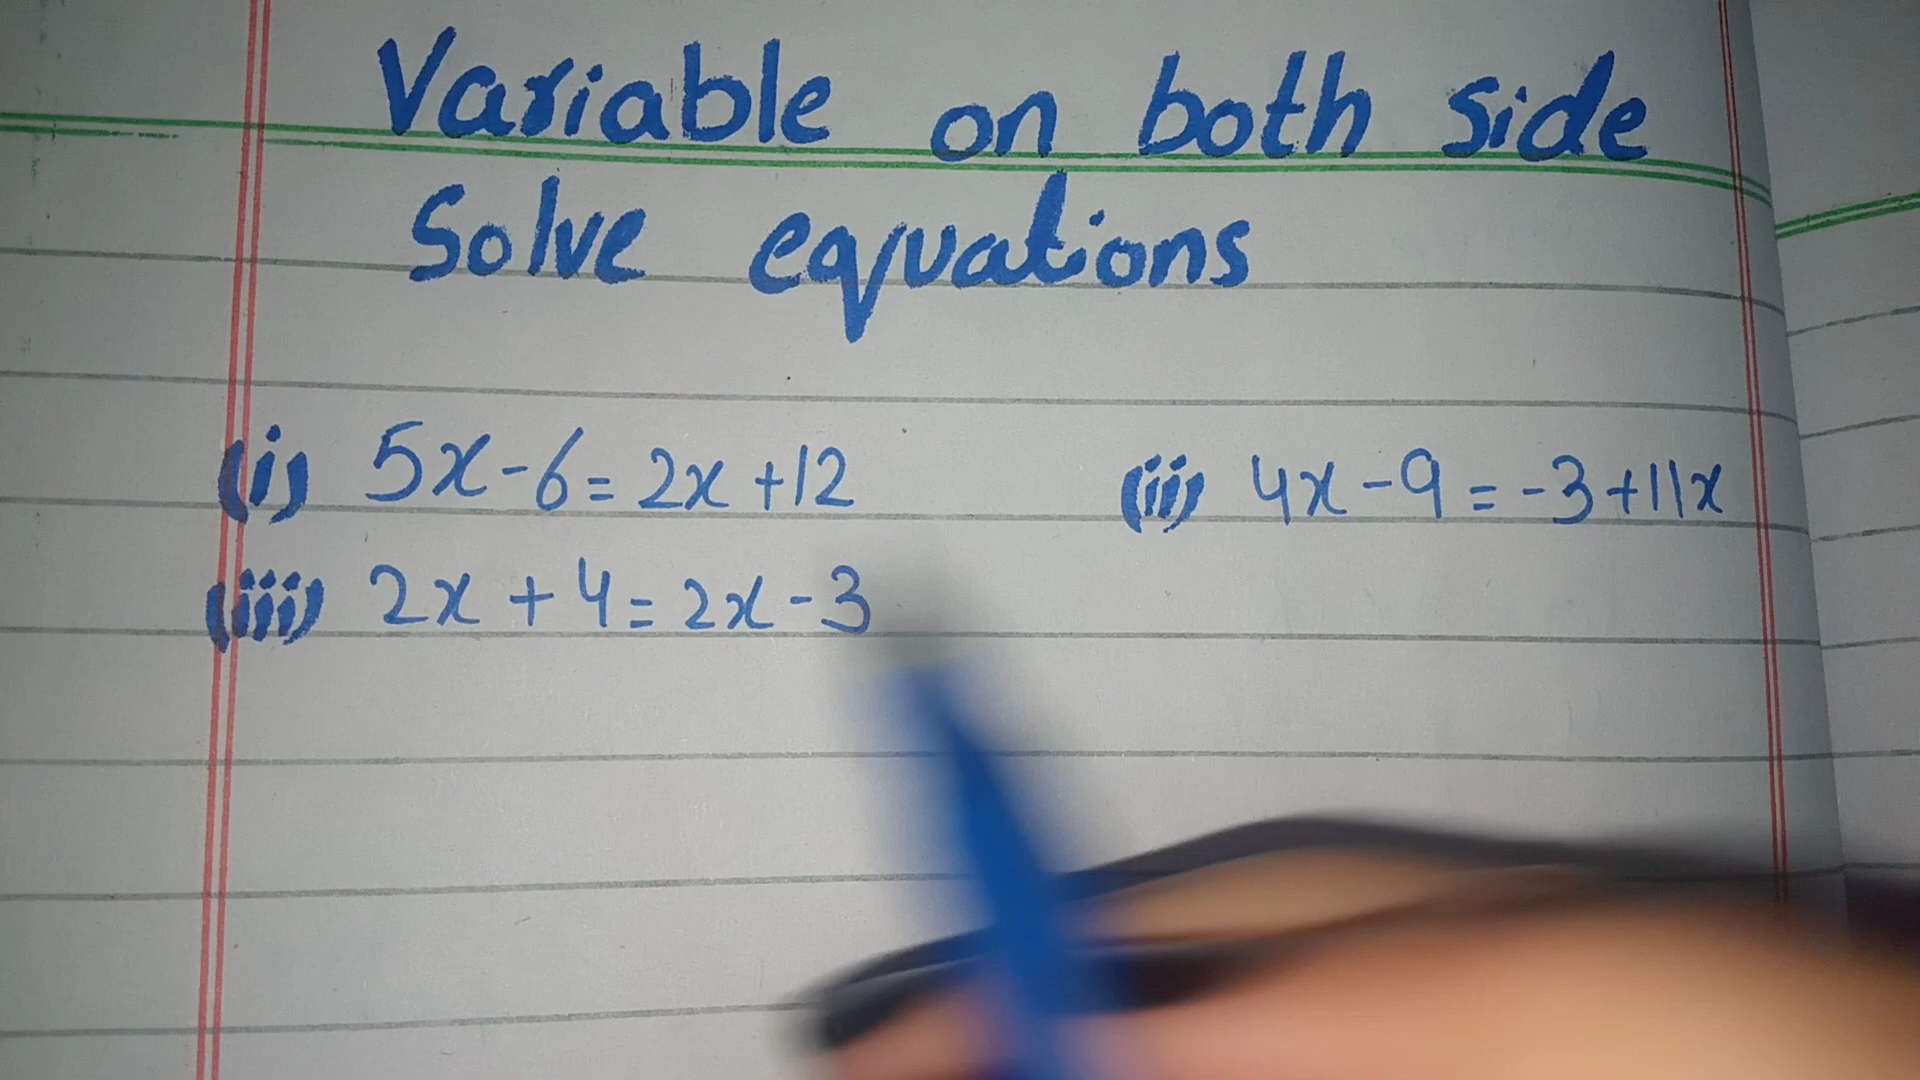 Variable on both side
Solve equations
(i) 5x-6=2x+12 (ii) 4x-9=-3+11x
(iii) 2x+4=2x-3